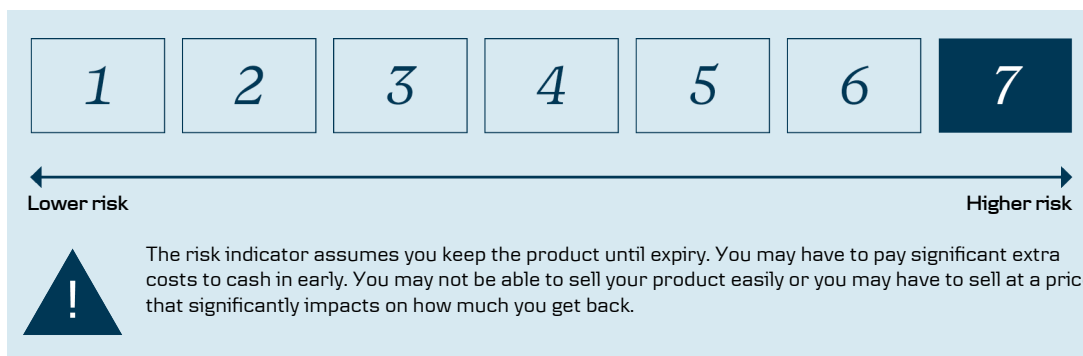 1 2 3 4 5 6 7
Lower risk Higher risk
! The risk indicator assumes you keep the product until expiry. You may have to pay significant extra
costs to cash in early. You may not be able to sell your product easily or you may have to sell at a pric
that significantly impacts on how much you get back.